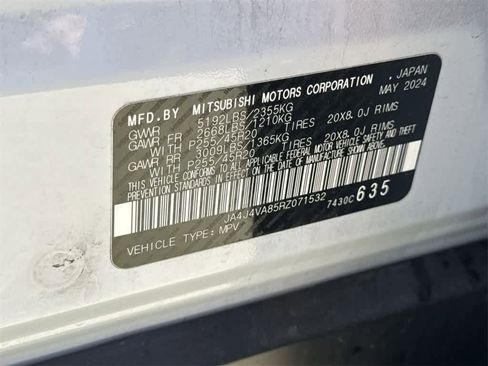 MFD.BY MITSUBISHI MOTORS CORPORATION, JAPAN
GWVR 5192LBS/2355KG MAY 2024
GAWR FR 2668LBS/1210KG
WITH P255/45R20 TIRES 20X8.0J RIMS
GAWR RR 3009LBS/1365KG
WITH P255/45R20 TIRES 20X8.0J RIMS
THIS VEHICLE CONFORMS TO ALL APPLICABLE FEDERAL MOTOR VEHICLE SAFETY AND THEFT
PREVENTION STANDARDS IN EFFECT ON THE DATE OF MANUFACTURE SHOWN ABOVE.
JA4J4VA85RZ071532
7430C 635
VEHICLE TYPE: MPV